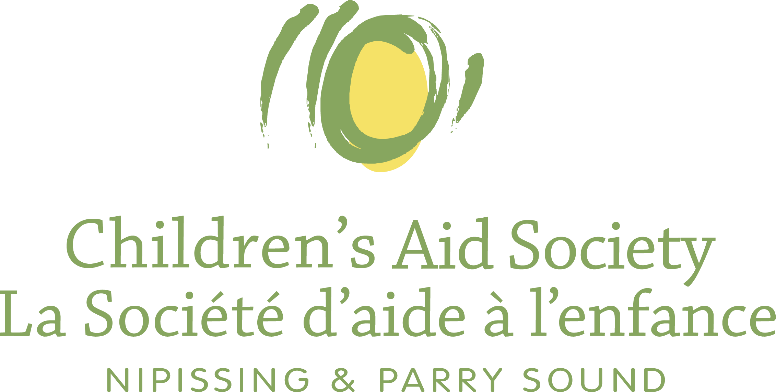 Children’s Aid Society
La Société d’aide à l’enfance
NIPISSING & PARRY SOUND